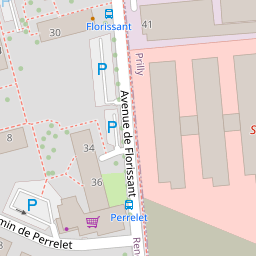 30
Florissant
41
P
Prilly
Avenue de Florissant
P
8
34
36
P
Perrelet
min de Perrelet
Ren
S